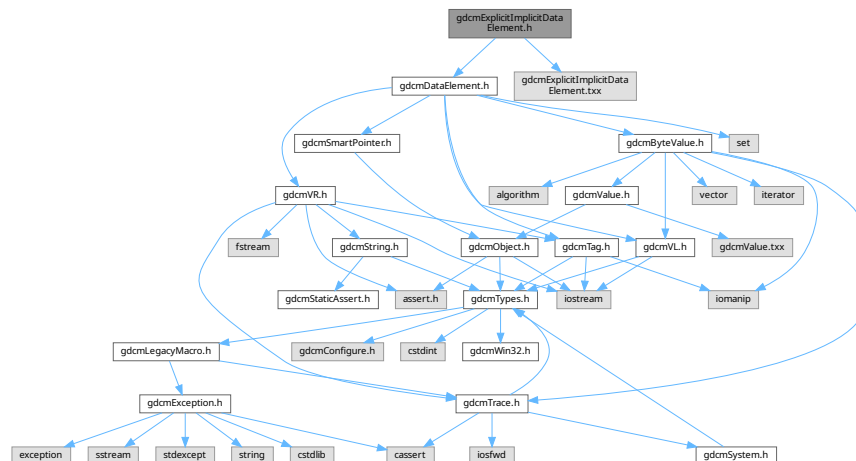 gdcmExplicitImplicitData
Element.h
gdcmDataElement.h
gdcmExplicitImplicitData
Element.txx
gdcmSmartPointer.h
gdcmByteValue.h
set
gdcmVR.h
algorithm
gdcmValue.h
vector
iterator
fstream
gdcmString.h
gdcmObject.h
gdcmTag.h
gdcmVL.h
gdcmValue.txx
gdcmStaticAssert.h
assert.h
gdcmTypes.h
iostream
iomanip
gdcmLegacyMacro.h
gdcmConfigure.h
cstdint
gdcmWin32.h
gdcmException.h
gdcmTrace.h
exception
sstream
stdexcept
string
cstdlib
cassert
iosfwd
gdcmSystem.h